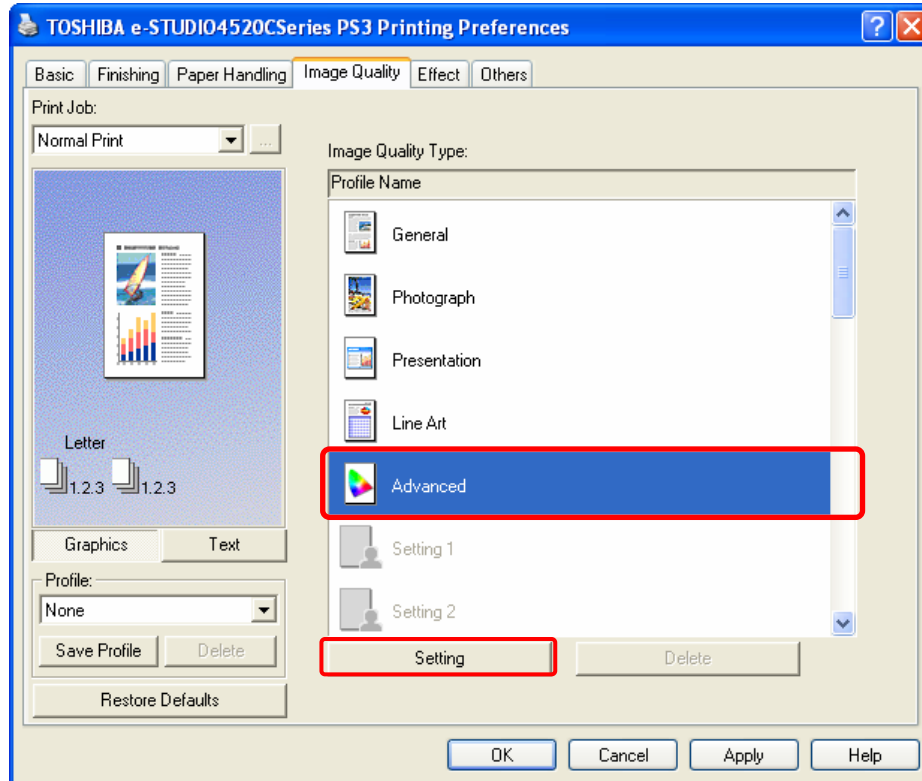 TOSHIBA e-STUDIO4520CSeries PS3 Printing Preferences
Basic Finishing Paper Handling Image Quality Effect Others
Print Job:
Normal Print ...
Letter
1.2.3 1.2.3
Graphics Text
Profile:
None
Save Profile Delete
Restore Defaults
Image Quality Type:
Profile Name
General
Photograph
Presentation
Line Art
Advanced
Setting 1
Setting 2
Setting Delete
OK Cancel Apply Help